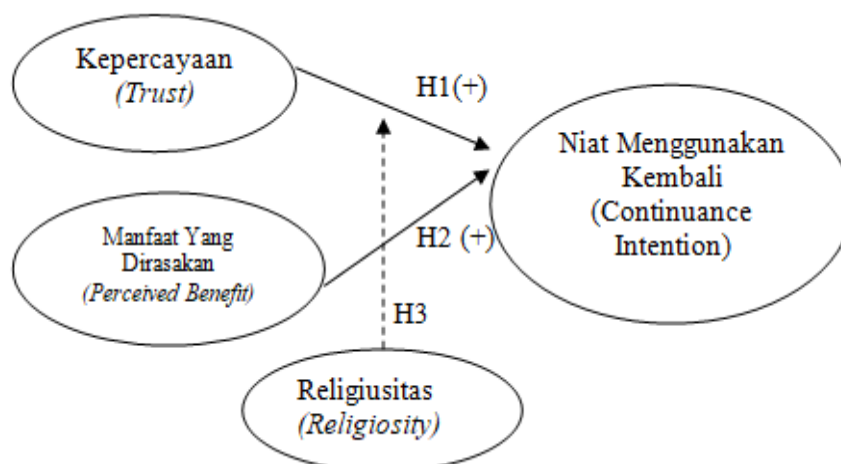 Kepercayaan
(Trust)
H1(+)
Niat Menggunakan
Kembali
(Continuance
Intention)
Manfaat Yang
Dirasakan
(Perceived Benefit)
H2 (+)
H3
Religiusitas
(Religiosity)